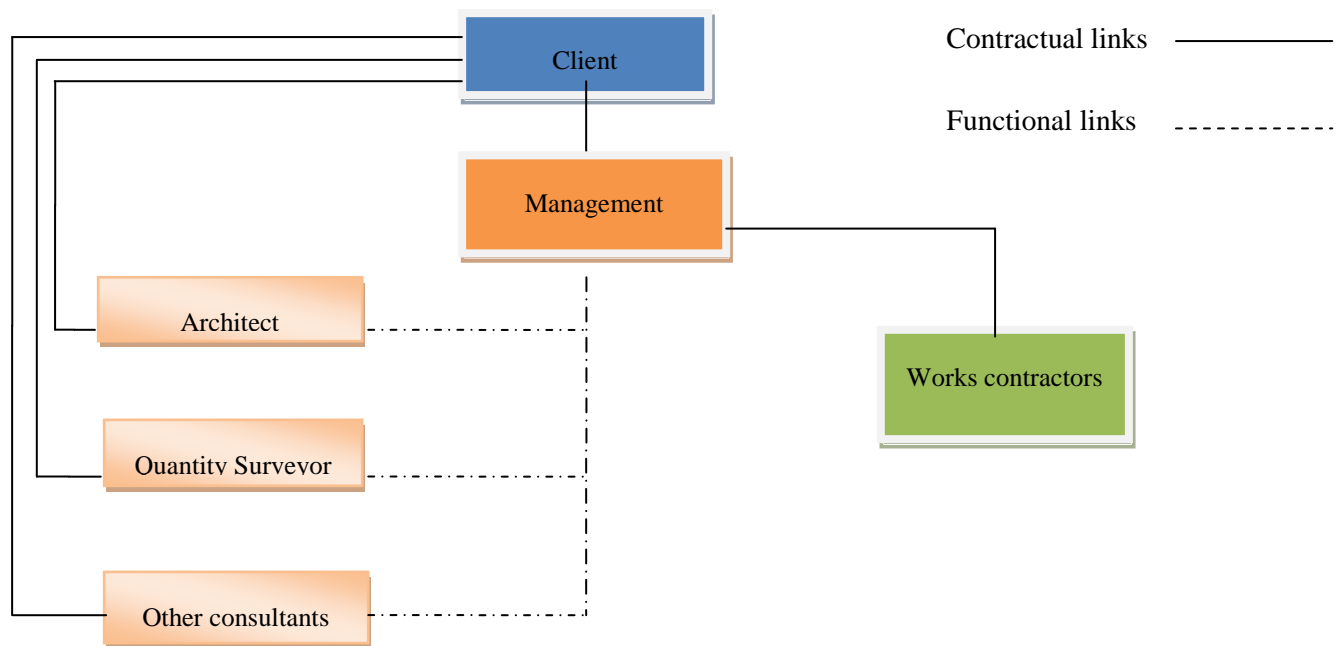 Client
Contractual links
Functional links
Management
Architect
Works contractors
Quantity Surveyor
Other consultants